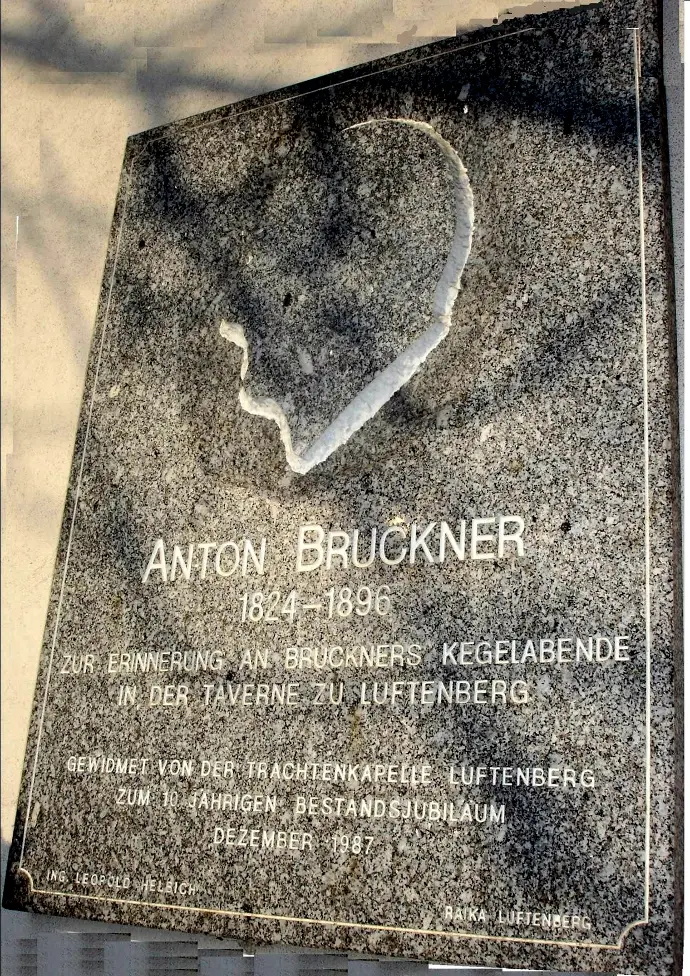 ANTON BRUCKNER
1824–1896
ZUR ERINNERUNG AN BRUCKNERS KEGELABENDE
IN DER TAVERNE ZU LUFTENBERG
GEWIDMET VON DER TRACHTENKAPELLE LUFTENBERG
ZUM 10 JÄHRIGEN BESTANDSJUBILÄUM
DEZEMBER 1987
ING. LEOPOLD HELBICH
RAIKA LUFTENBERG